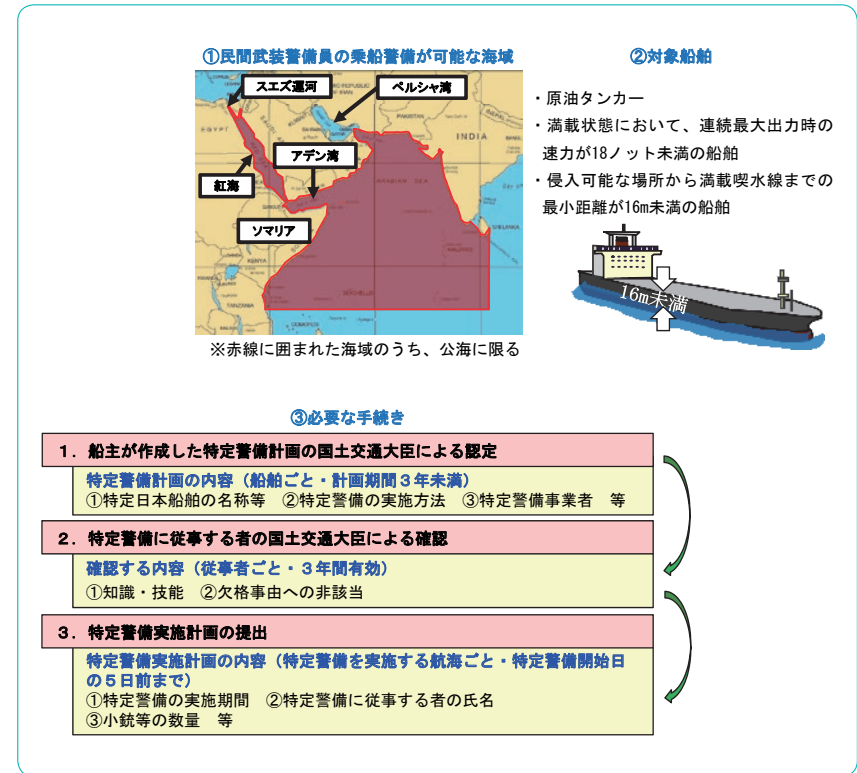 ①民間武装警備員の乗船警備が可能な海域
スエズ運河
ペルシャ湾
アデン湾
紅海
ソマリア
EGYPT
PAKISTAN
INDIA
ARABIAN SEA
KENYA
TANZANIA
※赤線に囲まれた海域のうち、公海に限る
②対象船舶
・原油タンカー
・満載状態において、連続最大出力時の
速力が18ノット未満の船舶
・侵入可能な場所から満載喫水線までの
最小距離が16m未満の船舶
16m未満
③必要な手続き
1．船主が作成した特定警備計画の国土交通大臣による認定
特定警備計画の内容（船舶ごと・計画期間３年未満）
①特定日本船舶の名称等　②特定警備の実施方法　③特定警備事業者　等
2．特定警備に従事する者の国土交通大臣による確認
確認する内容（従事者ごと・３年間有効）
①知識・技能　②欠格事由への非該当
3．特定警備実施計画の提出
特定警備実施計画の内容（特定警備を実施する航海ごと・特定警備開始日
の５日前まで）
①特定警備の実施期間　②特定警備に従事する者の氏名
③小銃等の数量　等